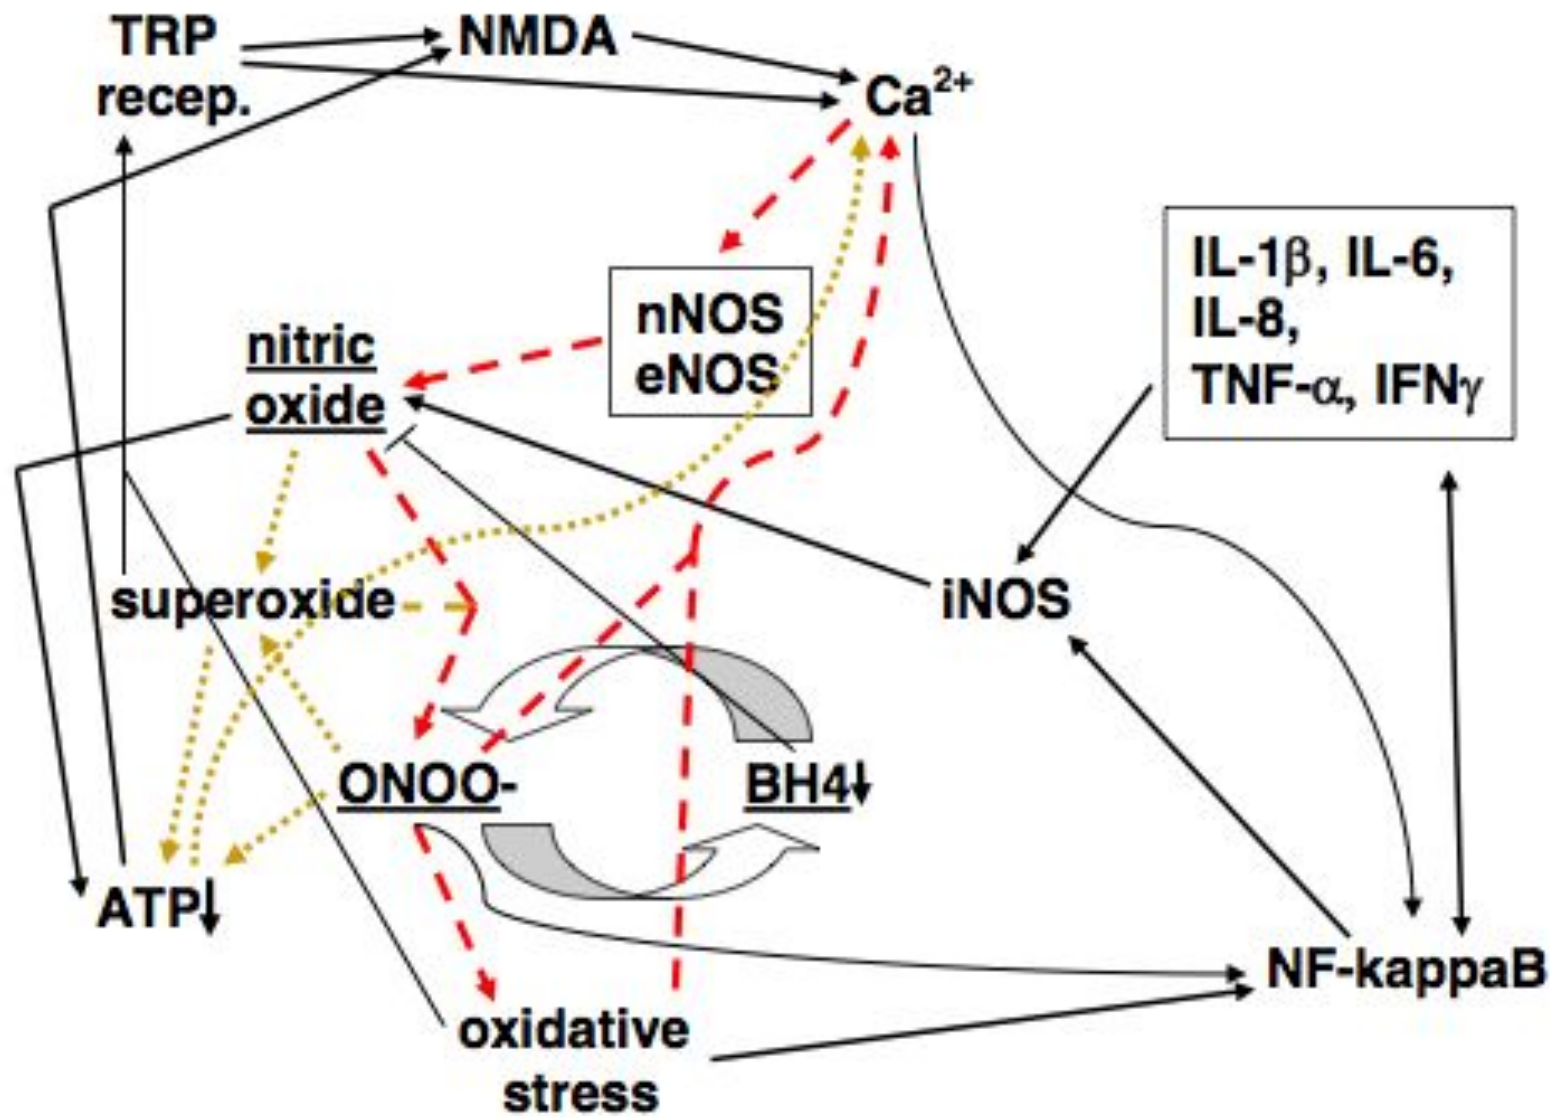 TRP
recep.
NMDA
Ca²⁺
IL-1β, IL-6,
IL-8,
TNF-α, IFNγ
nNOS
eNOS
nitric
oxide
superoxide
iNOS
ONOO-
BH4↓
ATP↓
NF-kappaB
oxidative
stress